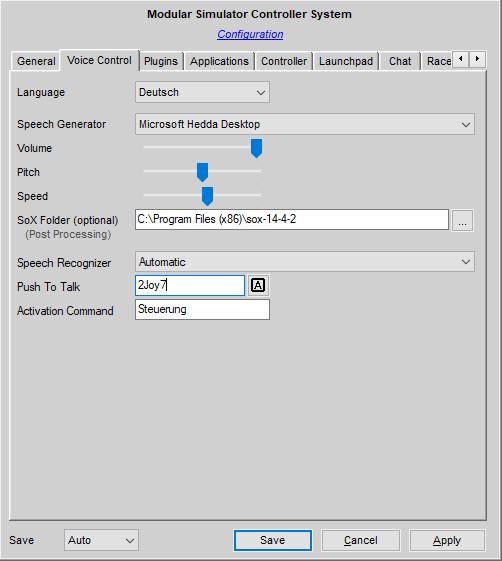 Modular Simulator Controller System
Configuration
General Voice Control Plugins Applications Controller Launchpad Chat Race
Language Deutsch
Speech Generator Microsoft Hedda Desktop
Volume
Pitch
Speed
SoX Folder (optional) C:\Program Files (x86)\sox-14-4-2 ...
(Post Processing)
Speech Recognizer Automatic
Push To Talk 2Joy7 A
Activation Command Steuerung
Save Auto Save Cancel Apply